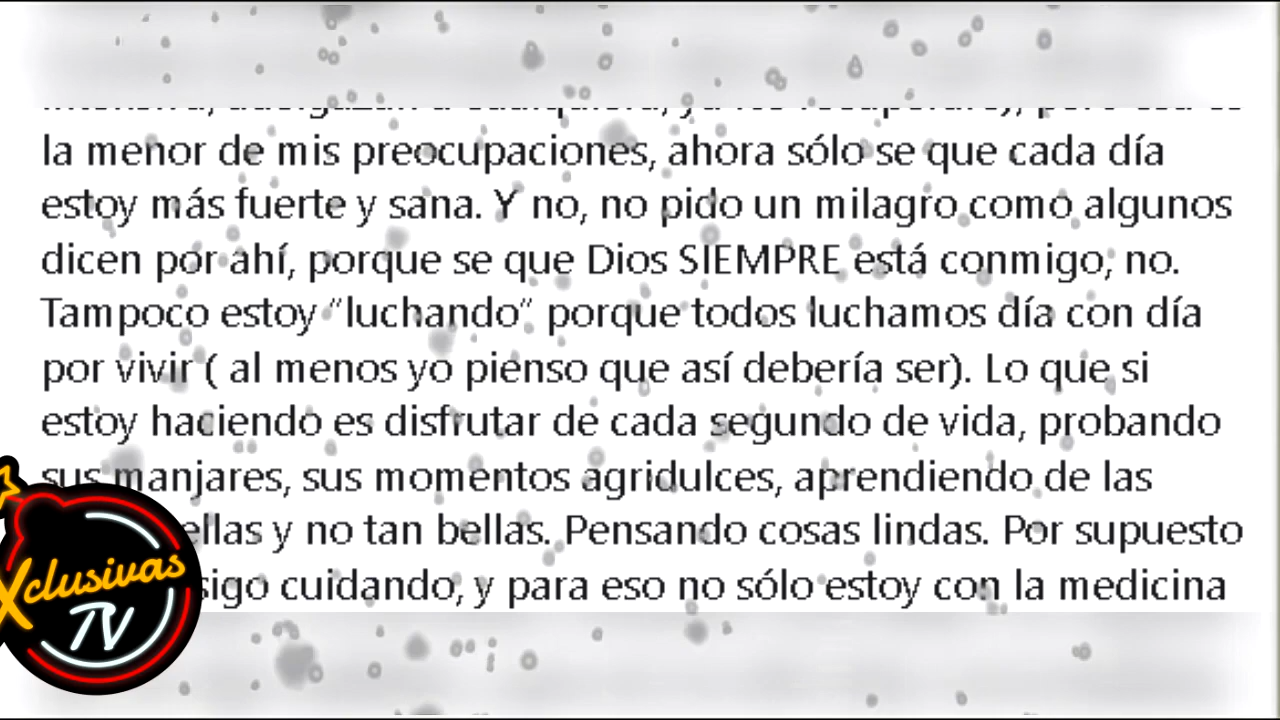 la menor de mis preocupaciones, ahora sólo se que cada día
estoy más fuerte y sana. Y no, no pido un milagro como algunos
dicen por ahí, porque se que Dios SIEMPRE está conmigo, no.
Tampoco estoy "luchando" porque todos luchamos día con día
por vivir ( al menos yo pienso que así debería ser). Lo que si
estoy haciendo es disfrutar de cada segundo de vida, probando
sus manjares, sus momentos agridulces, aprendiendo de las
y no tan bellas. Pensando cosas lindas. Por supuesto
sigo cuidando, y para eso no sólo estoy con la medicina
Xclusivas
TV